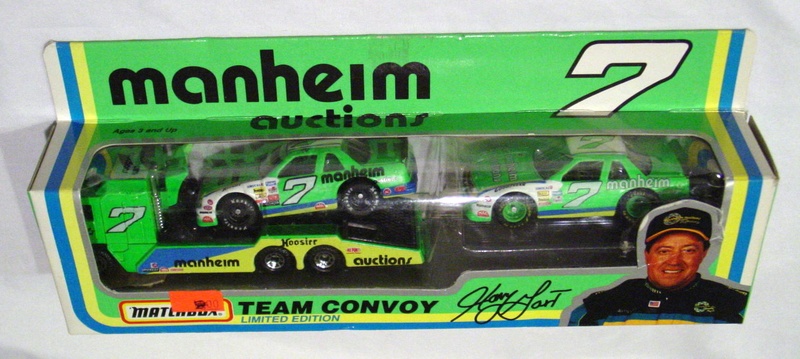 manheim
7
auctions
Ages 3 and Up
7
manheim
7
manheim
7
Hoosier
manheim
auctions
MATCHBOX
TEAM CONVOY
LIMITED EDITION